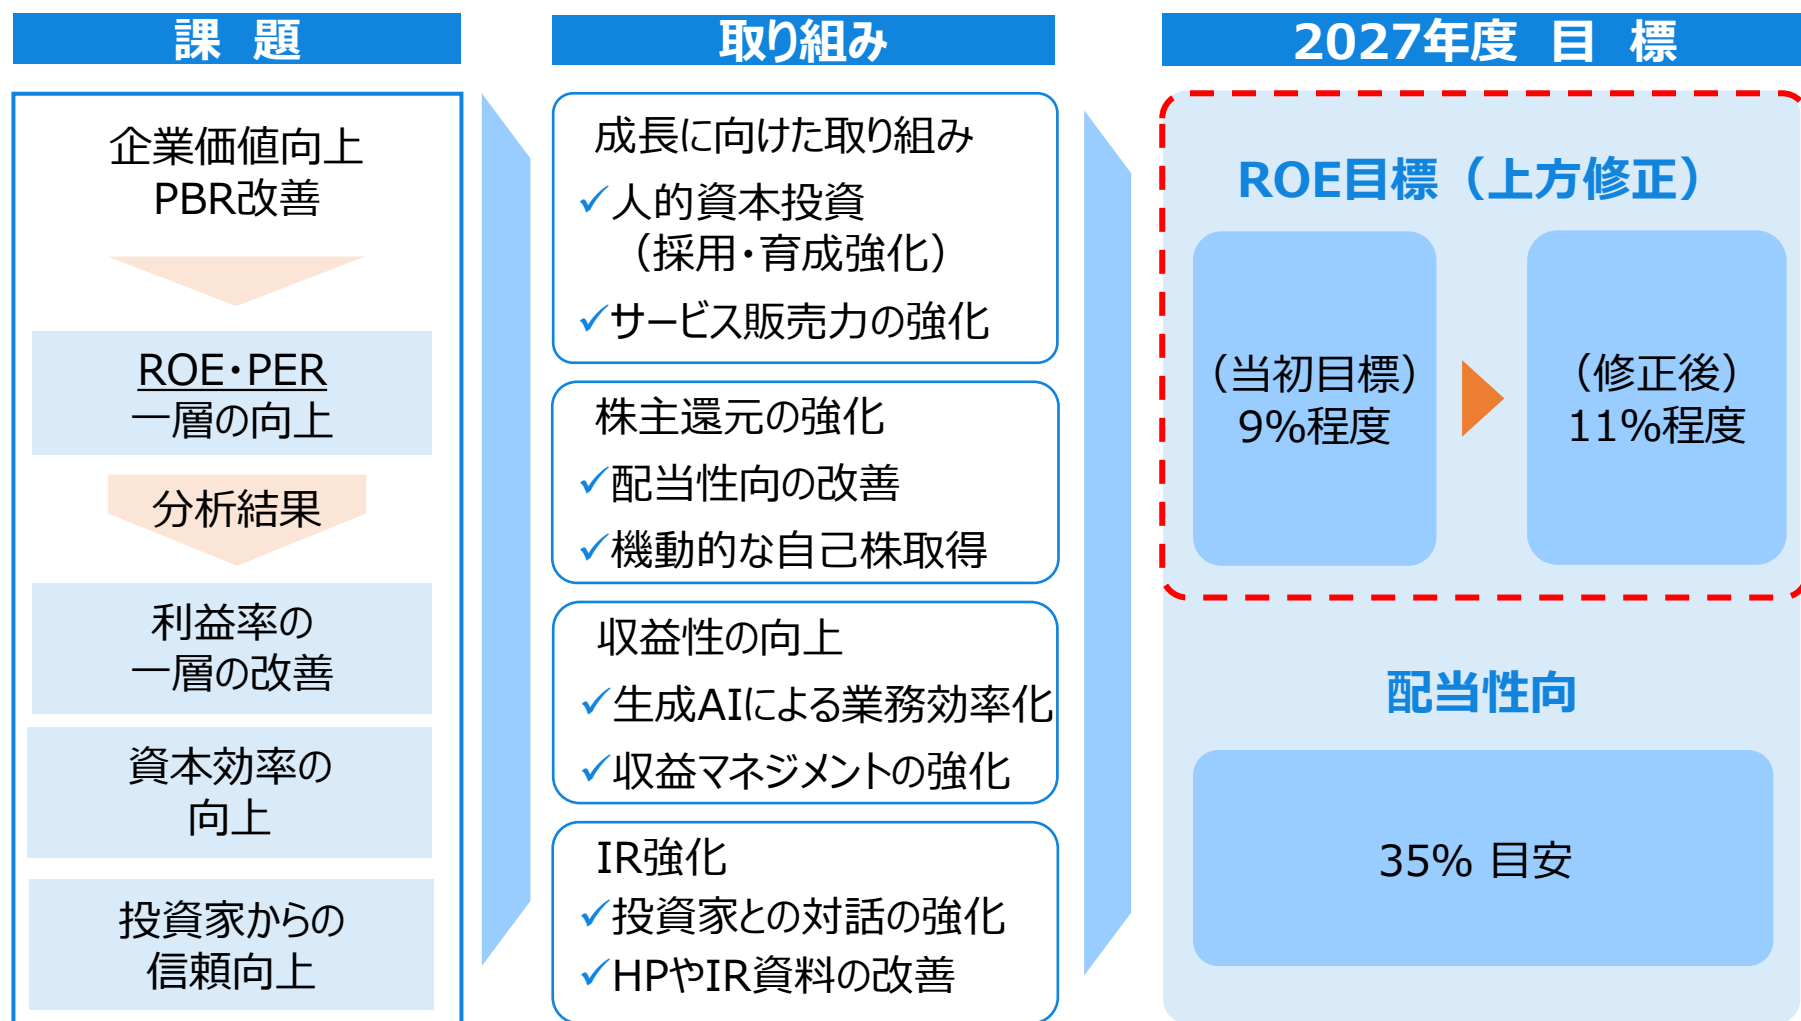 課 題
企業価値向上
PBR改善
ROE・PER
一層の向上
分析結果
利益率の
一層の改善
資本効率の
向上
投資家からの
信頼向上
取り組み
成長に向けた取り組み
✓人的資本投資
（採用・育成強化）
✓サービス販売力の強化
株主還元の強化
✓配当性向の改善
✓機動的な自己株取得
収益性の向上
✓生成AIによる業務効率化
✓収益マネジメントの強化
IR強化
✓投資家との対話の強化
✓HPやIR資料の改善
2027年度 目 標
ROE目標（上方修正）
（当初目標）
9%程度
（修正後）
11%程度
配当性向
35% 目安